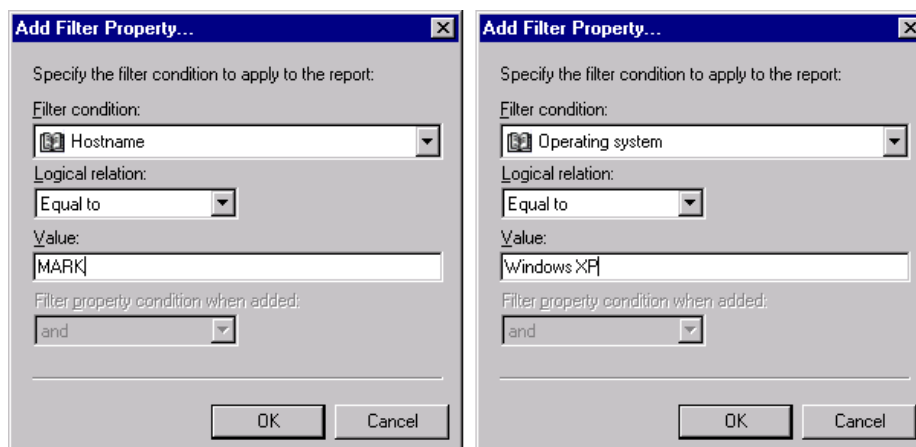 Add Filter Property...
Specify the filter condition to apply to the report:
Filter condition:
Hostname
Logical relation:
Equal to
Value:
MARK
Filter property condition when added:
and
OK Cancel
Add Filter Property...
Specify the filter condition to apply to the report:
Filter condition:
Operating system
Logical relation:
Equal to
Value:
Windows XP
Filter property condition when added:
and
OK Cancel